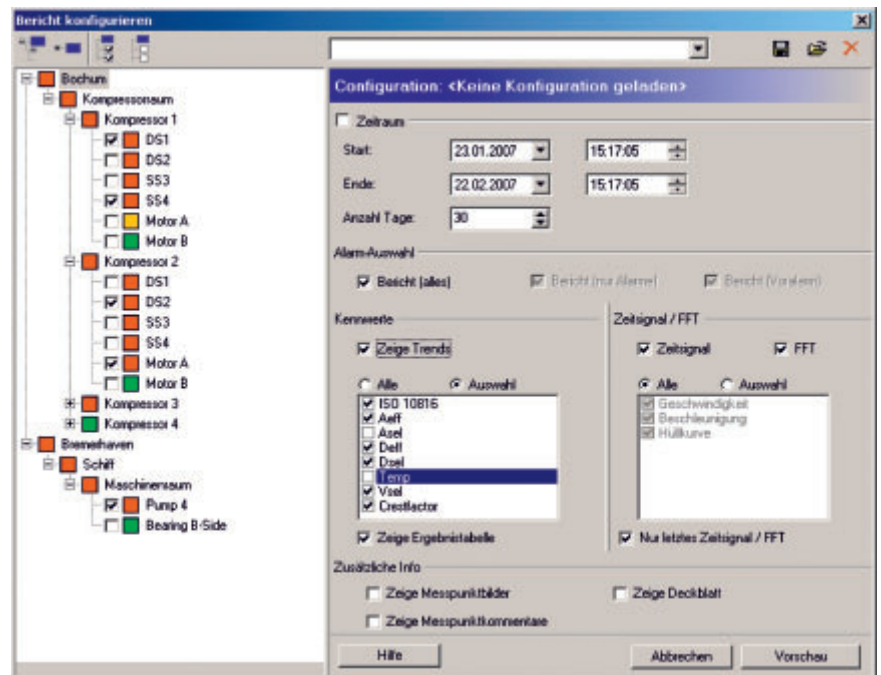 Bericht konfigurieren
Bochum
Kompressorraum
Kompressor 1
DS1
DS2
SS3
SS4
Motor A
Motor B
Kompressor 2
DS1
DS2
SS3
SS4
Motor A
Motor B
Kompressor 3
Kompressor 4
Bremerhaven
Schiff
Maschinenraum
Pump 4
Bearing B-Side
Configuration: <Keine Konfiguration geladen>
Zeitraum
Start: 23.01.2007 15:17:05
Ende: 22.02.2007 15:17:05
Anzahl Tage: 30
Alarm-Auswahl
Bericht (alles) Bericht (nur Alarme) Bericht (Voralarm)
Kennwerte
Zeige Trends
Alle Auswahl
ISO 10816
Aeff
Asel
Deff
Dsel
Temp
Vsel
Crestfactor
Zeige Ergebnistabelle
Zeitsignal / FFT
Zeitsignal FFT
Alle Auswahl
Geschwindigkeit
Beschleunigung
Hüllkurve
Nur letztes Zeitsignal / FFT
Zusätzliche Info
Zeige Messpunktbilder Zeige Deckblatt
Zeige Messpunktkommentare
Hilfe Abbrechen Vorschau